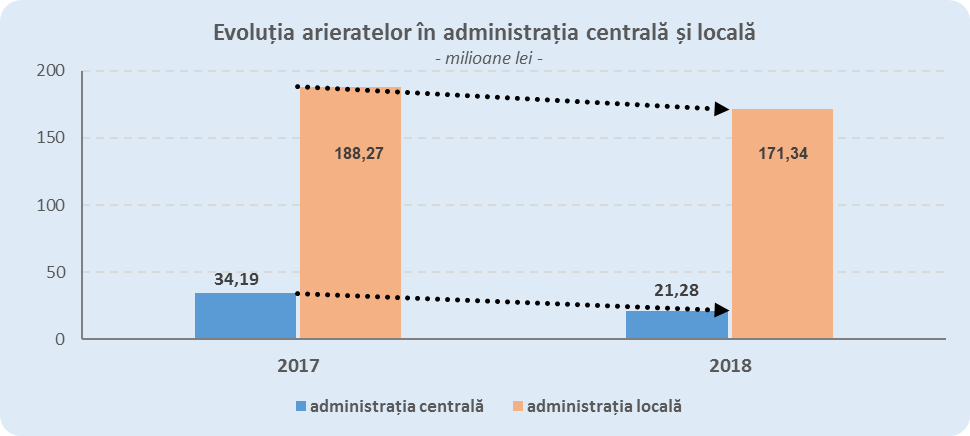 Evoluția arieratelor în administrația centrală și locală
- milioane lei -
200
150
100
50
0
188,27
171,34
34,19
21,28
2017
2018
administrația centrală
administrația locală